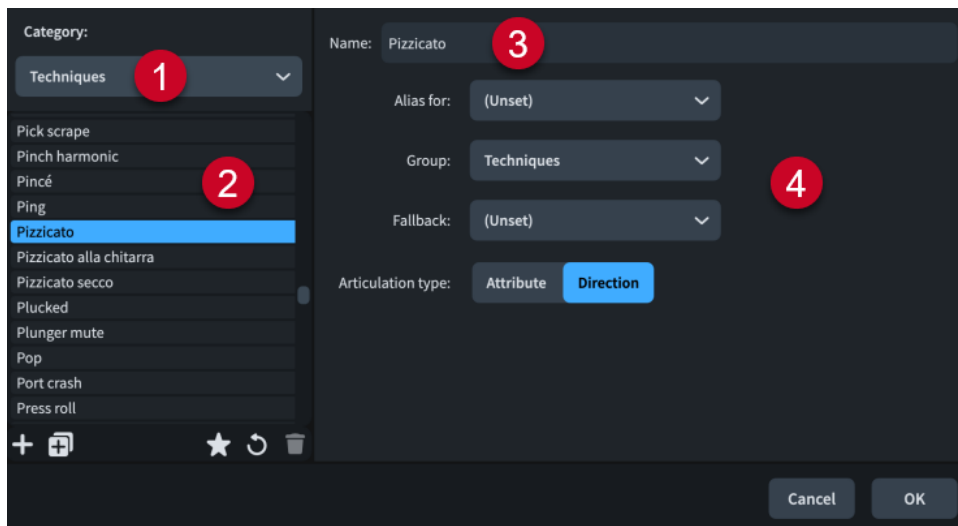 Category:
Techniques
1
Pick scrape
Pinch harmonic
Pincé
2
Ping
Pizzicato
Pizzicato alla chitarra
Pizzicato secco
Plucked
Plunger mute
Pop
Port crash
Press roll
Name: Pizzicato
3
Alias for: (Unset)
Group: Techniques
4
Fallback: (Unset)
Articulation type: Attribute Direction
Cancel OK